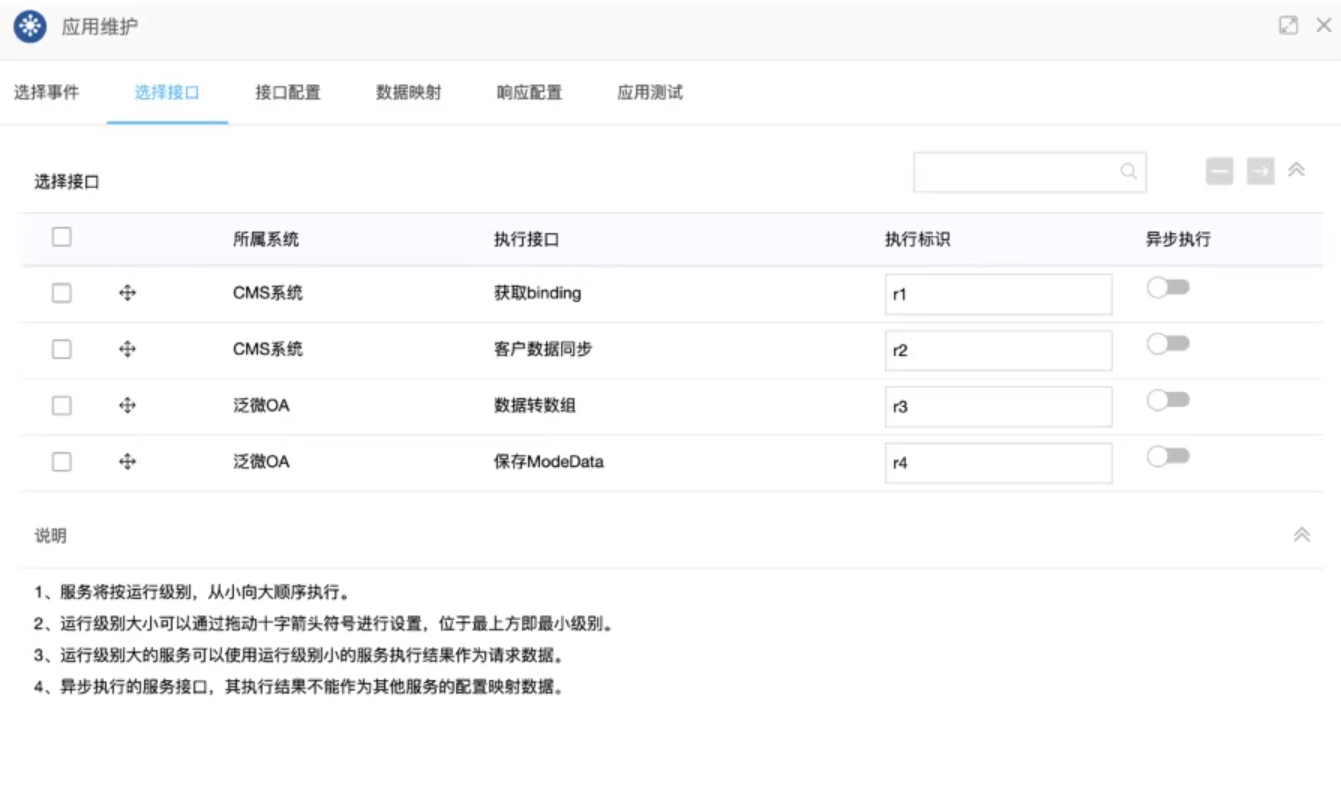 应用维护
选择事件 选择接口 接口配置 数据映射 响应配置 应用测试
选择接口
所属系统 执行接口 执行标识 异步执行
CMS系统 获取binding r1
CMS系统 客户数据同步 r2
泛微OA 数据转数组 r3
泛微OA 保存ModeData r4
说明
1、服务将按运行级别，从小向大顺序执行。
2、运行级别大小可以通过拖动十字箭头符号进行设置，位于最上方即最小级别。
3、运行级别大的服务可以使用运行级别小的服务执行结果作为请求数据。
4、异步执行的服务接口，其执行结果不能作为其他服务的配置映射数据。